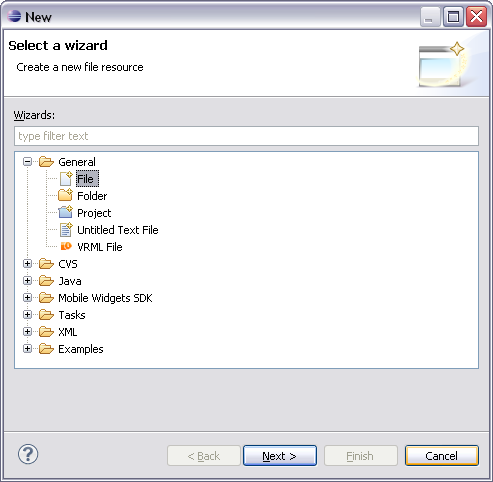 New
Select a wizard
Create a new file resource
Wizards:
type filter text
General
File
Folder
Project
Untitled Text File
VRML File
CVS
Java
Mobile Widgets SDK
Tasks
XML
Examples
? < Back Next > Finish Cancel